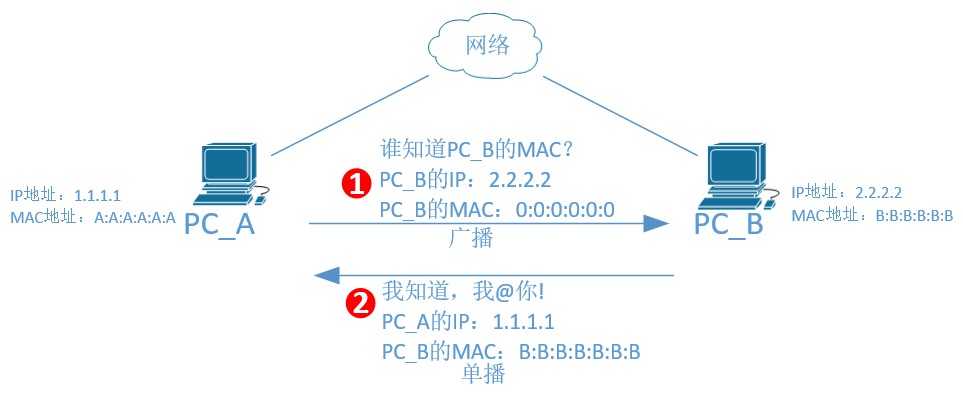 网络
谁知道PC_B的MAC？
PC_B的IP：2.2.2.2
PC_B的MAC：0:0:0:0:0:0
广播
1
IP地址：1.1.1.1
MAC地址：A:A:A:A:A:A
PC_A
IP地址：2.2.2.2
MAC地址：B:B:B:B:B:B
PC_B
2
我知道，我@你!
PC_A的IP：1.1.1.1
PC_B的MAC：B:B:B:B:B:B:B
单播